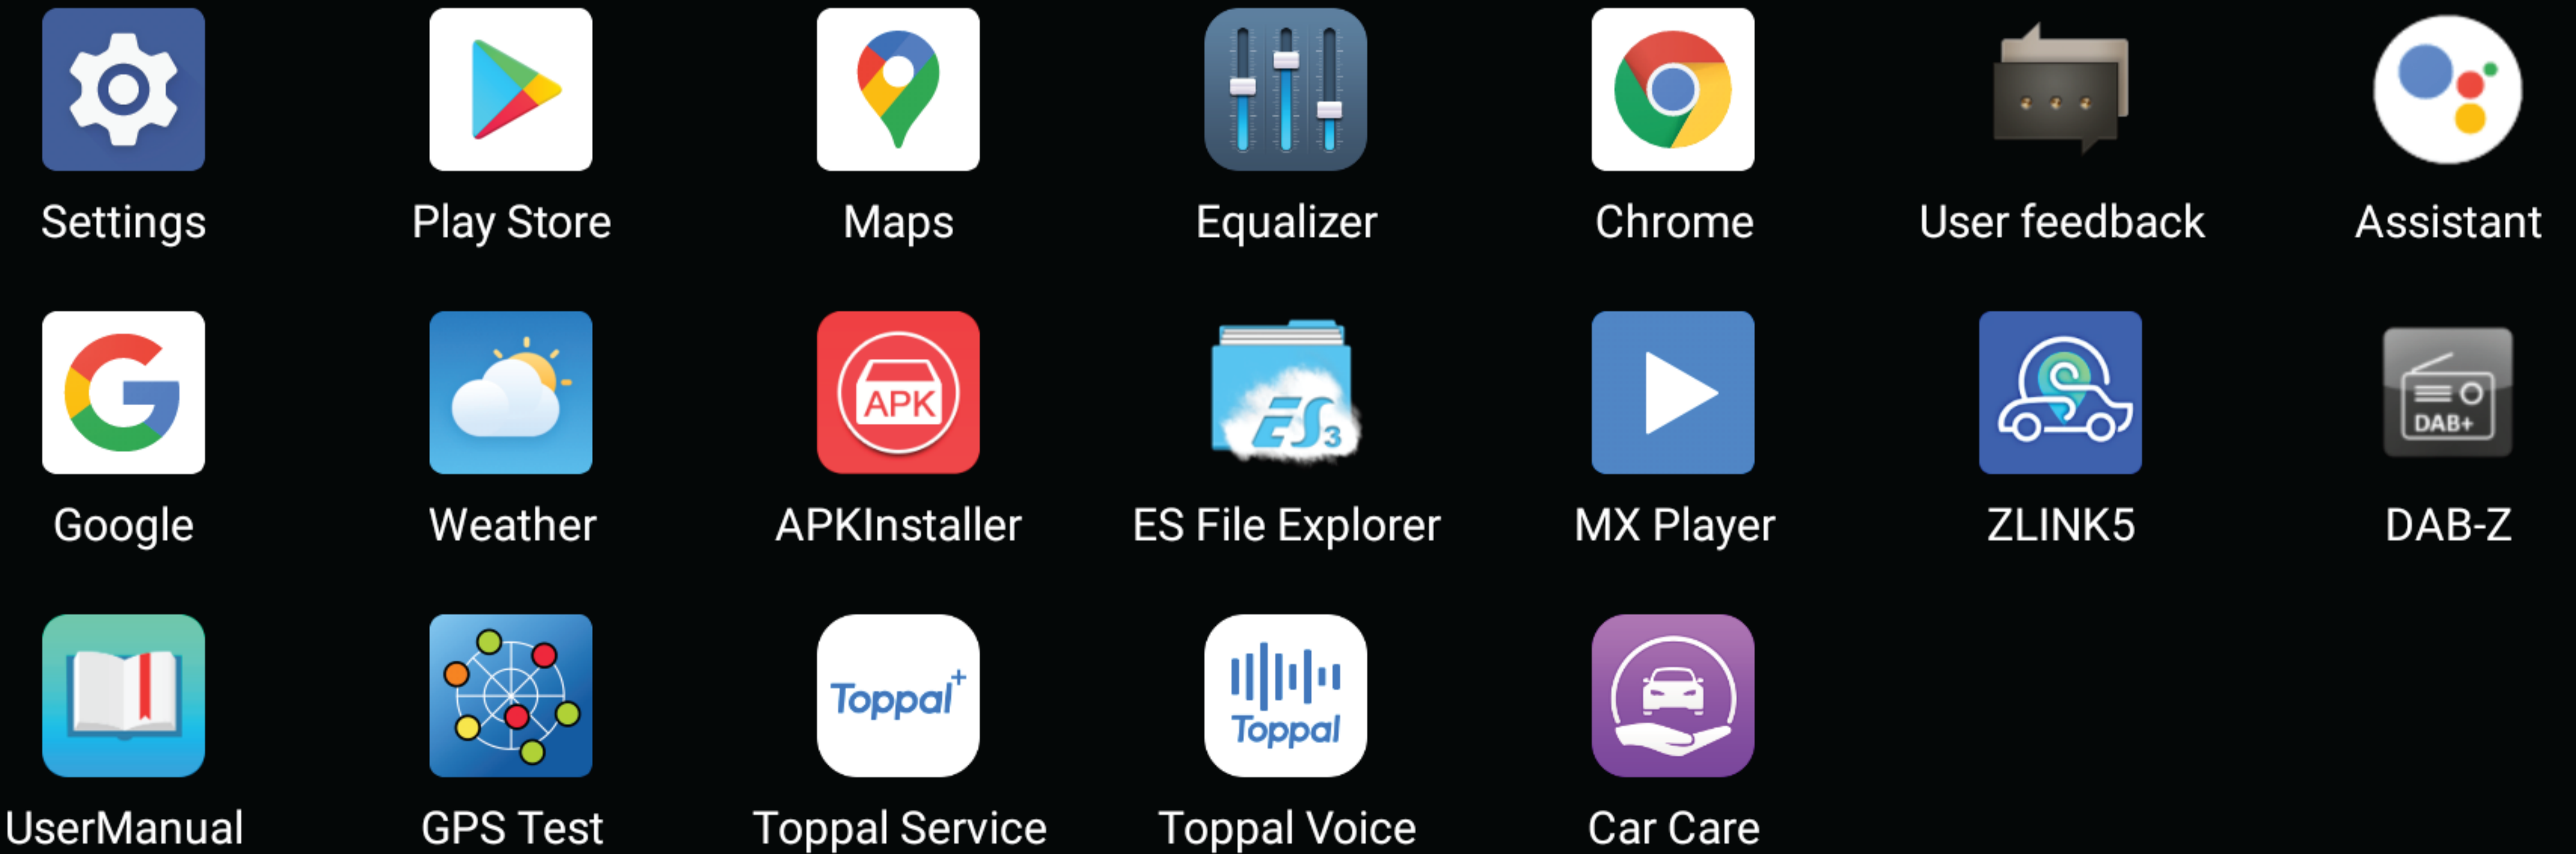 Settings
Play Store
Maps
Equalizer
Chrome
User feedback
Assistant
APK
ES3
DAB+
Google
Weather
APKInstaller
ES File Explorer
MX Player
ZLINK5
DAB-Z
Toppal+
Toppal
UserManual
GPS Test
Toppal Service
Toppal Voice
Car Care